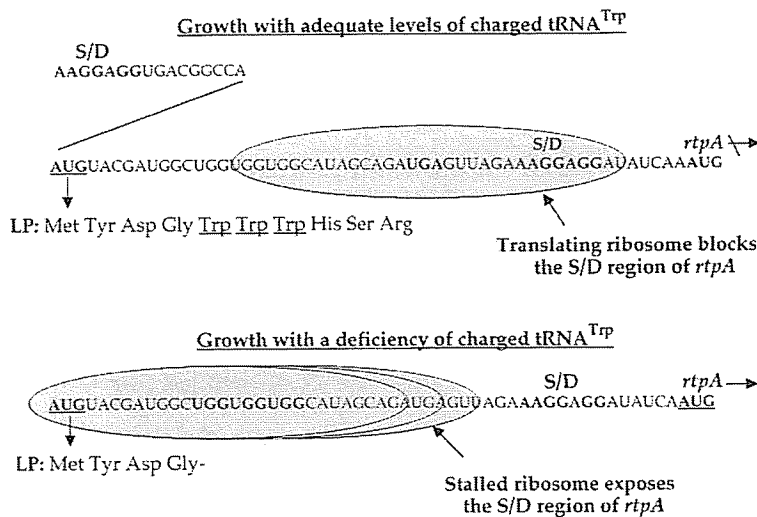 Growth with adequate levels of charged tRNATrp
S/D
AAGGAGGUGACGGCCA
S/D
rtpA
AUGUACGAUGGCUGGUGGUGGCAUAGCAGAUGAGUUAGAAAGGAGGAUAUCAAAUG
LP: Met Tyr Asp Gly Trp Trp Trp His Ser Arg
Translating ribosome blocks
the S/D region of rtpA
Growth with a deficiency of charged tRNATrp
S/D
rtpA
AUGUACGAUGGCUGGUGGUGGCAUAGCAGAUGAGUUAGAAAGGAGGAUAUCAAUG
LP: Met Tyr Asp Gly-
Stalled ribosome exposes
the S/D region of rtpA